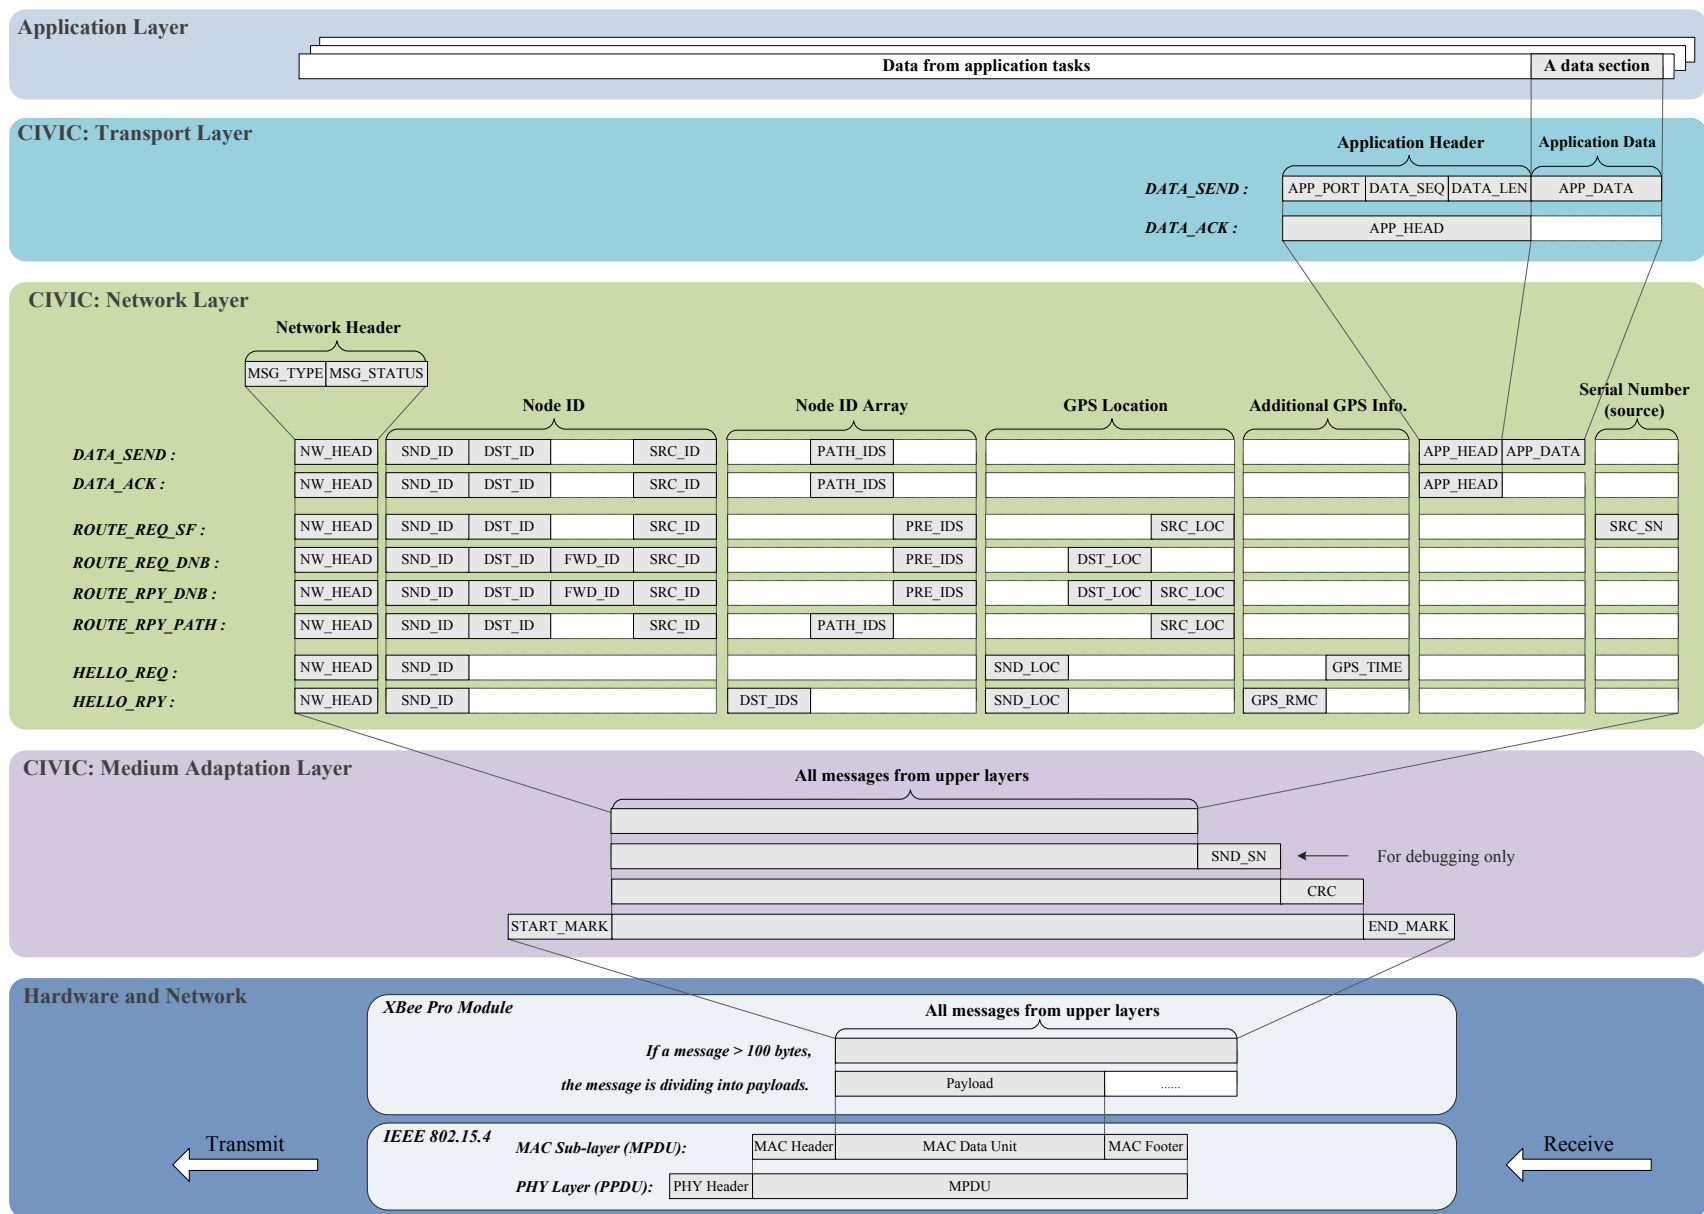 Application Layer
Data from application tasks
A data section
CIVIC: Transport Layer
Application Header
Application Data
DATA_SEND :
APP_PORT DATA_SEQ DATA_LEN APP_DATA
DATA_ACK :
APP_HEAD
CIVIC: Network Layer
Network Header
MSG_TYPE MSG_STATUS
Node ID
Node ID Array
GPS Location
Additional GPS Info.
Serial Number
(source)
DATA_SEND : NW_HEAD SND_ID DST_ID SRC_ID PATH_IDS APP_HEAD APP_DATA
DATA_ACK : NW_HEAD SND_ID DST_ID SRC_ID PATH_IDS APP_HEAD
ROUTE_REQ_SF : NW_HEAD SND_ID DST_ID SRC_ID PRE_IDS SRC_LOC SRC_SN
ROUTE_REQ_DNB : NW_HEAD SND_ID DST_ID FWD_ID SRC_ID PRE_IDS DST_LOC
ROUTE_RPY_DNB : NW_HEAD SND_ID DST_ID FWD_ID SRC_ID PRE_IDS DST_LOC SRC_LOC
ROUTE_RPY_PATH : NW_HEAD SND_ID DST_ID SRC_ID PATH_IDS SRC_LOC
HELLO_REQ : NW_HEAD SND_ID SND_LOC GPS_TIME
HELLO_RPY : NW_HEAD SND_ID DST_IDS SND_LOC GPS_RMC
CIVIC: Medium Adaptation Layer
All messages from upper layers
SND_SN
For debugging only
CRC
START_MARK END_MARK
Hardware and Network
XBee Pro Module
All messages from upper layers
If a message > 100 bytes,
the message is dividing into payloads.
Payload ......
IEEE 802.15.4
MAC Sub-layer (MPDU): MAC Header MAC Data Unit MAC Footer
PHY Layer (PPDU): PHY Header MPDU
Transmit
Receive